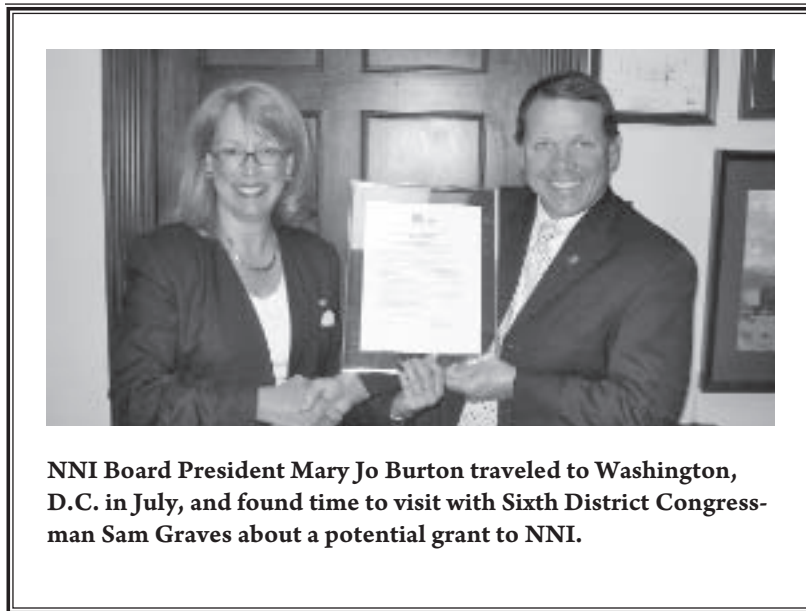 NNI Board President Mary Jo Burton traveled to Washington,
D.C. in July, and found time to visit with Sixth District Congress-
man Sam Graves about a potential grant to NNI.